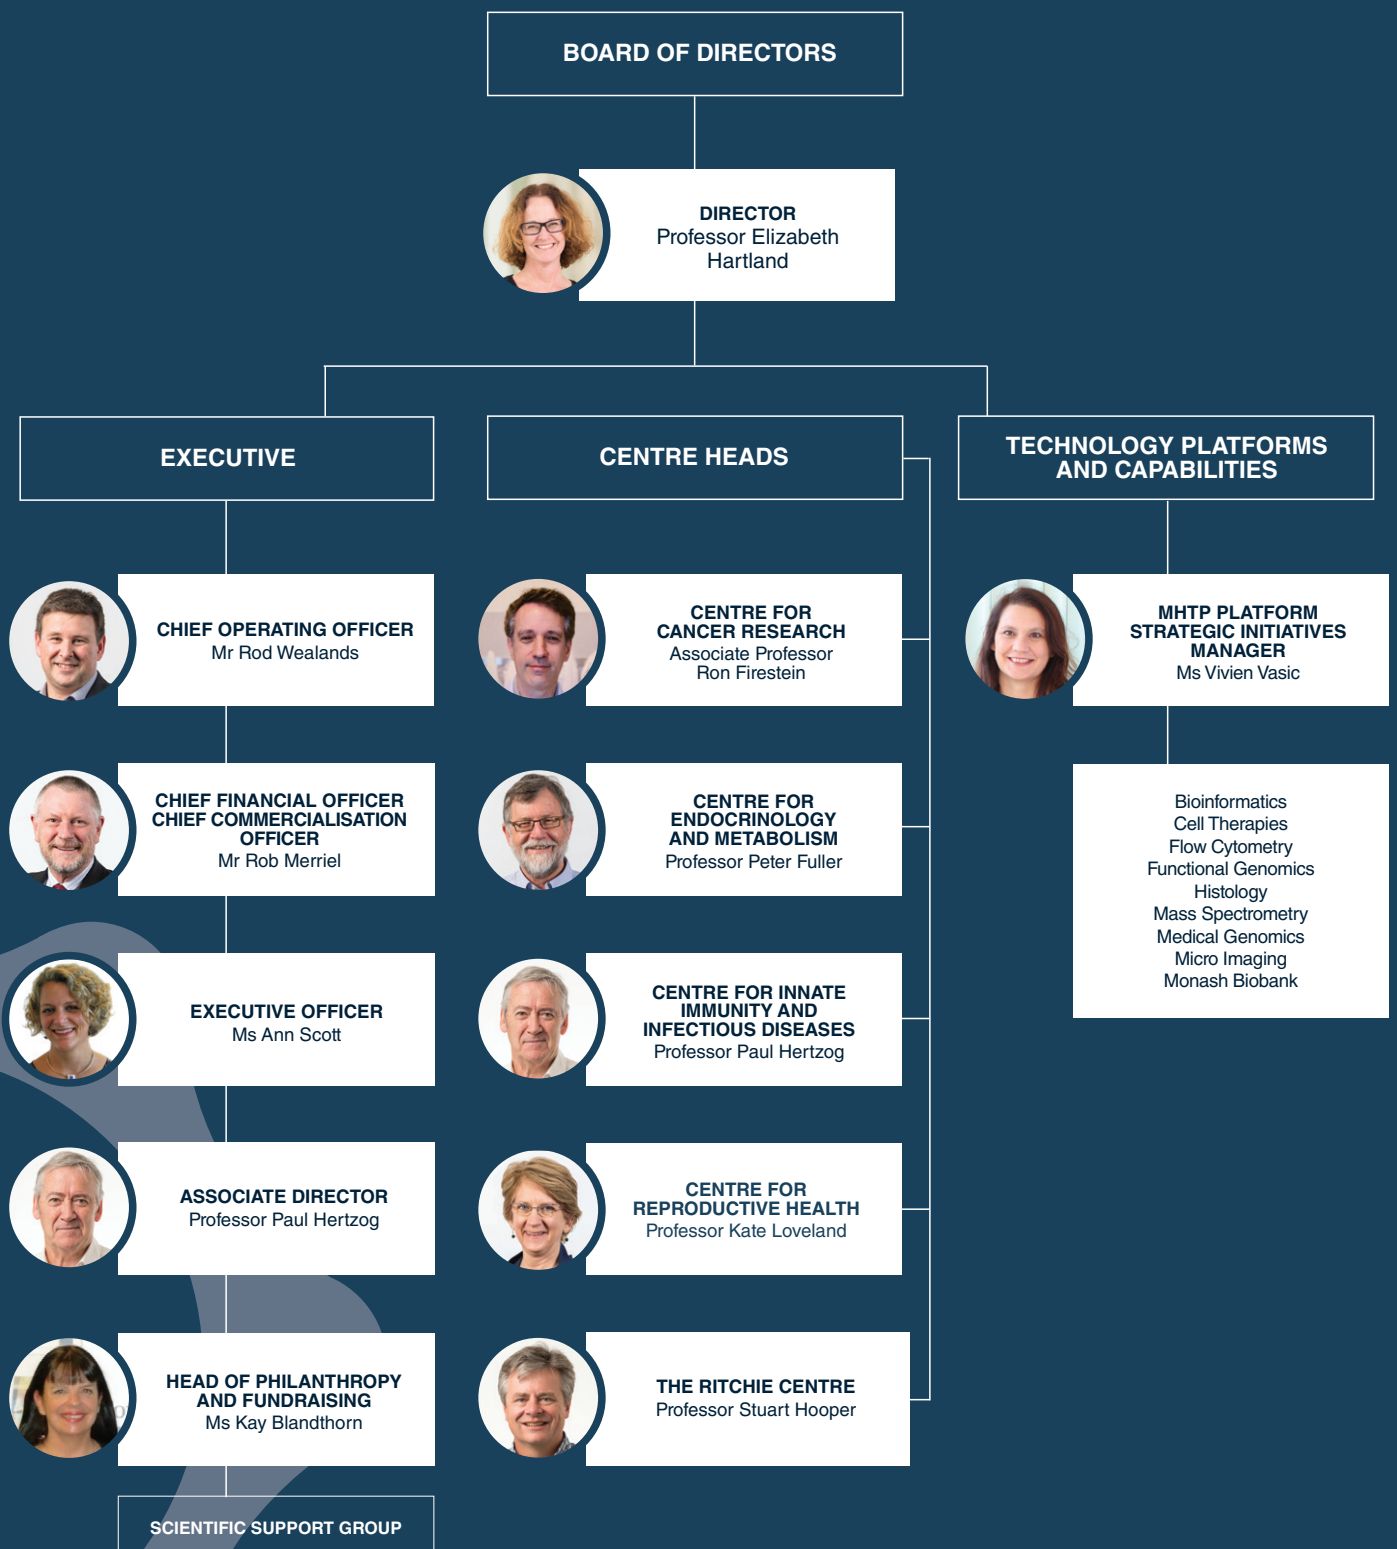 BOARD OF DIRECTORS
DIRECTOR
Professor Elizabeth
Hartland
EXECUTIVE
CHIEF OPERATING OFFICER
Mr Rod Wealands
CHIEF FINANCIAL OFFICER
CHIEF COMMERCIALISATION
OFFICER
Mr Rob Merriel
EXECUTIVE OFFICER
Ms Ann Scott
ASSOCIATE DIRECTOR
Professor Paul Hertzog
HEAD OF PHILANTHROPY
AND FUNDRAISING
Ms Kay Blandthorn
SCIENTIFIC SUPPORT GROUP
CENTRE HEADS
CENTRE FOR
CANCER RESEARCH
Associate Professor
Ron Firestein
CENTRE FOR
ENDOCRINOLOGY
AND METABOLISM
Professor Peter Fuller
CENTRE FOR INNATE
IMMUNITY AND
INFECTIOUS DISEASES
Professor Paul Hertzog
CENTRE FOR
REPRODUCTIVE HEALTH
Professor Kate Loveland
THE RITCHIE CENTRE
Professor Stuart Hooper
TECHNOLOGY PLATFORMS
AND CAPABILITIES
MHTP PLATFORM
STRATEGIC INITIATIVES
MANAGER
Ms Vivien Vasic
Bioinformatics
Cell Therapies
Flow Cytometry
Functional Genomics
Histology
Mass Spectrometry
Medical Genomics
Micro Imaging
Monash Biobank